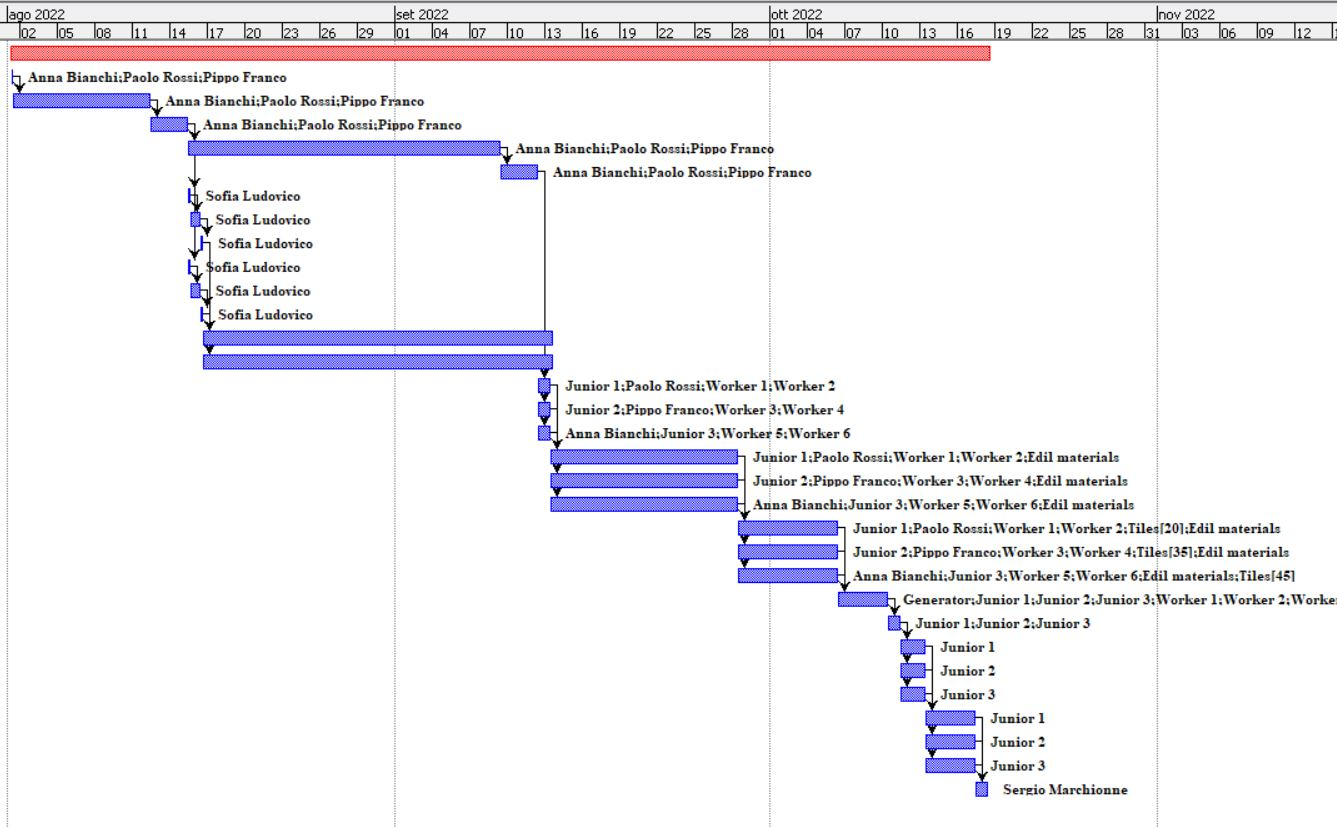 ago 2022 set 2022 ott 2022 nov 2022
02 05 08 11 14 17 20 23 26 29 01 04 07 10 13 16 19 22 25 28 01 04 07 10 13 16 19 22 25 28 31 03 06 09 12
Anna Bianchi;Paolo Rossi;Pippo Franco
Anna Bianchi;Paolo Rossi;Pippo Franco
Anna Bianchi;Paolo Rossi;Pippo Franco
Anna Bianchi;Paolo Rossi;Pippo Franco
Anna Bianchi;Paolo Rossi;Pippo Franco
Sofia Ludovico
Sofia Ludovico
Sofia Ludovico
Sofia Ludovico
Sofia Ludovico
Sofia Ludovico
Junior 1;Paolo Rossi;Worker 1;Worker 2
Junior 2;Pippo Franco;Worker 3;Worker 4
Anna Bianchi;Junior 3;Worker 5;Worker 6
Junior 1;Paolo Rossi;Worker 1;Worker 2;Edil materials
Junior 2;Pippo Franco;Worker 3;Worker 4;Edil materials
Anna Bianchi;Junior 3;Worker 5;Worker 6;Edil materials
Junior 1;Paolo Rossi;Worker 1;Worker 2;Tiles[20];Edil materials
Junior 2;Pippo Franco;Worker 3;Worker 4;Tiles[35];Edil materials
Anna Bianchi;Junior 3;Worker 5;Worker 6;Edil materials;Tiles[45]
Generator;Junior 1;Junior 2;Junior 3;Worker 1;Worker 2;Worke
Junior 1;Junior 2;Junior 3
Junior 1
Junior 2
Junior 3
Junior 1
Junior 2
Junior 3
Sergio Marchionne